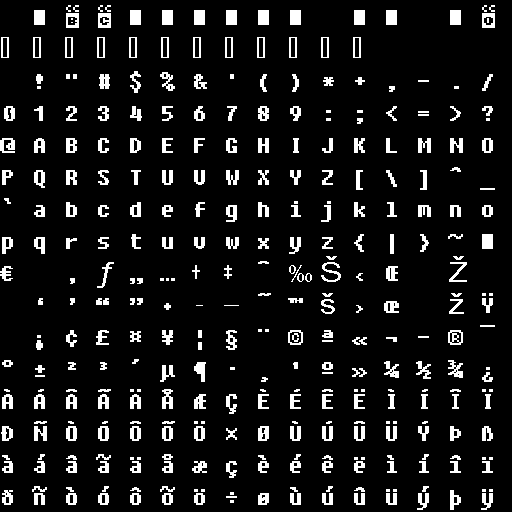 ! " # $ % & ' ( ) * + , - . /
0 1 2 3 4 5 6 7 8 9 : ; < = > ?
@ A B C D E F G H I J K L M N O
P Q R S T U V W X Y Z [ \ ] ^ _
` a b c d e f g h i j k l m n o
p q r s t u v w x y z { | } ~
€ ‚ ƒ „ … † ‡ ˆ ‰ Š ‹ Œ Ž
‘ ’ “ ” • – — ˜ ™ š › œ ž Ÿ
¡ ¢ £ ¤ ¥ ¦ § ¨ © ª « ¬ - ® ¯
° ± ² ³ ´ µ ¶ · ¸ ¹ º » ¼ ½ ¾ ¿
À Á Â Ã Ä Å Æ Ç È É Ê Ë Ì Í Î Ï
Ð Ñ Ò Ó Ô Õ Ö × Ø Ù Ú Û Ü Ý Þ ß
à á â ã ä å æ ç è é ê ë ì í î ï
ð ñ ò ó ô õ ö ÷ ø ù ú û ü ý þ ÿ